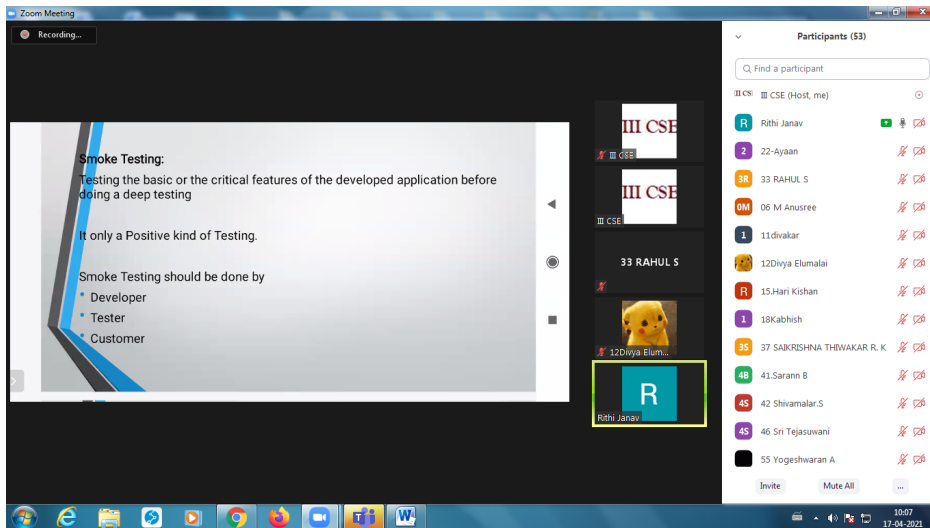 Zoom Meeting
Recording...
Smoke Testing:
Testing the basic or the critical features of the developed application before
doing a deep testing
It only a Positive kind of Testing.
Smoke Testing should be done by
Developer
Tester
Customer
III CSE
III CSE
III CSE
III CSE
33 RAHUL S
12Divya Elum...
R
Rithi Janav
Participants (53)
Find a participant
III CSE III CSE (Host, me)
R Rithi Janav
2 22-Ayaan
3R 33 RAHUL S
0M 06 M Anusree
1 11divakar
12Divya Elumalai
R 15.Hari Kishan
1 18Kabhish
3S 37 SAIKRISHNA THIWAKAR R. K
4B 41.Sarann B
4S 42 Shivamalar.S
4S 46 Sri Tejasuwani
55 Yogeshwaran A
Invite Mute All ...
10:07
17-04-2021